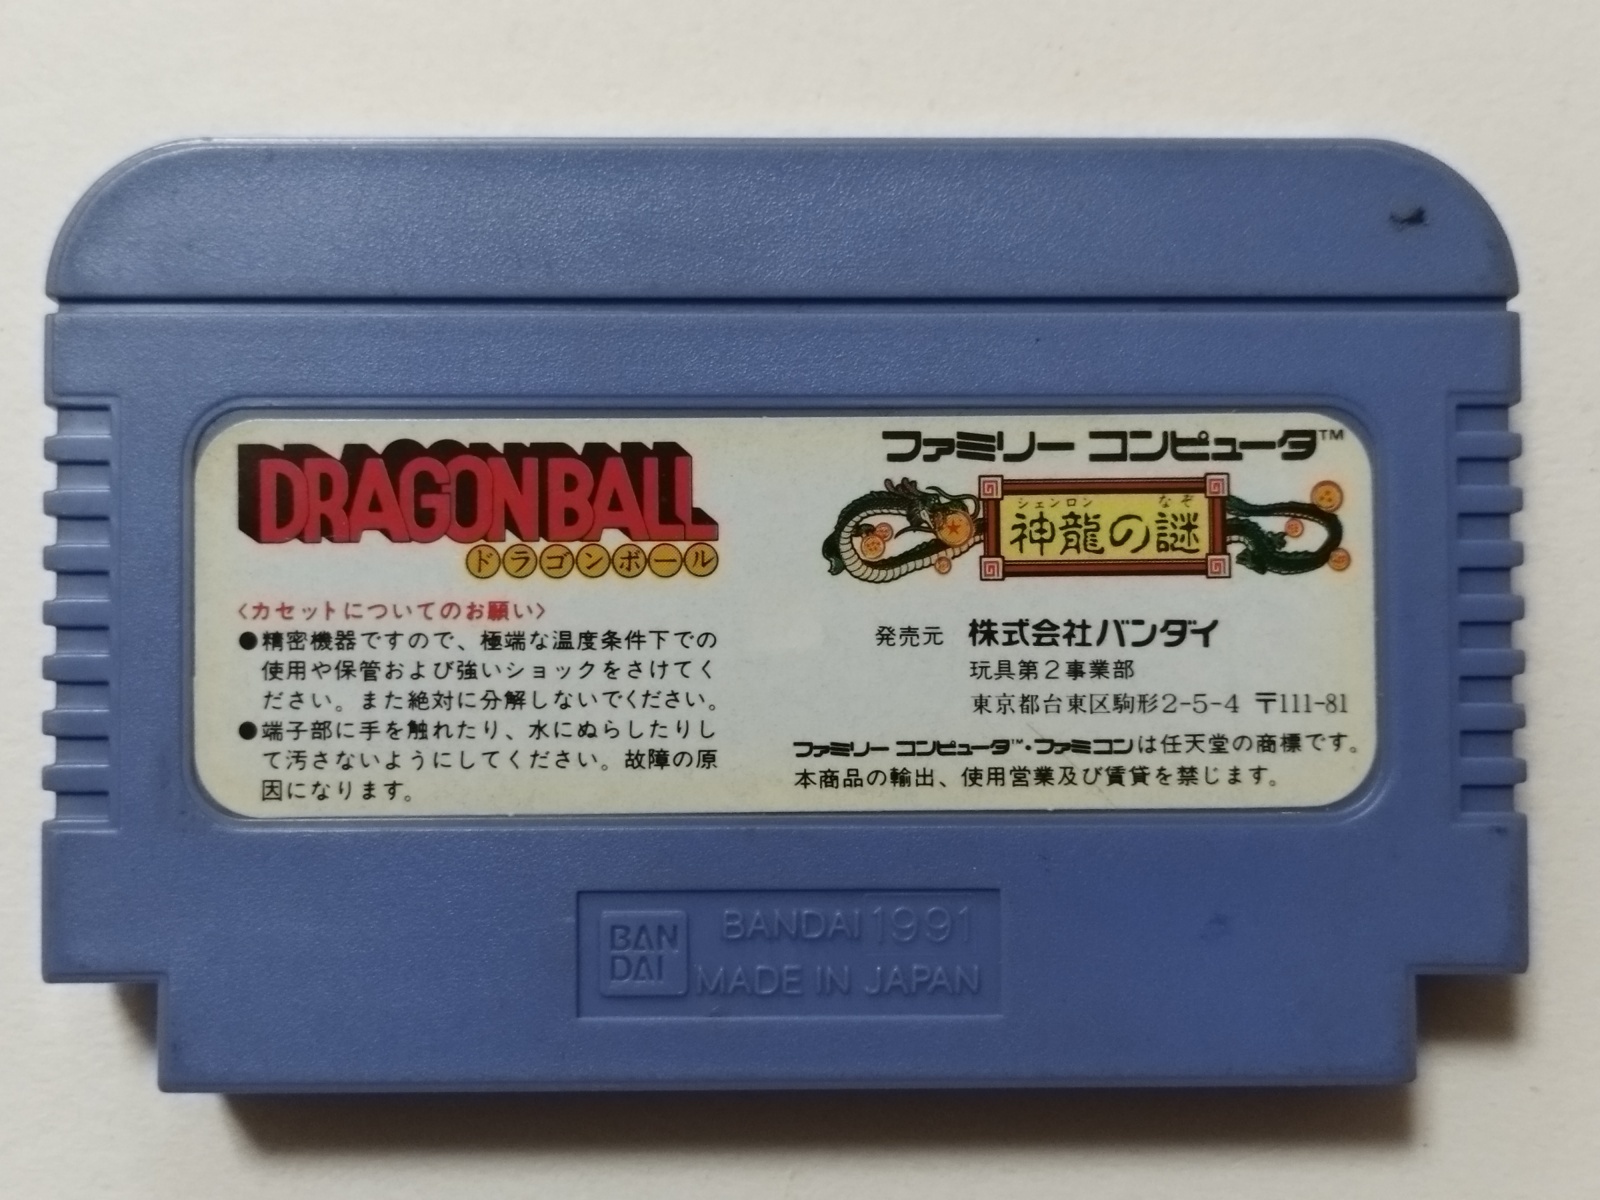 DRAGONBALL
ドラゴンボール
〈カセットについてのお願い〉
●精密機器ですので、極端な温度条件下での
使用や保管および強いショックをさけてく
ださい。また絶対に分解しないでください。
●端子部に手を触れたり、水にぬらしたりし
て汚さないようにしてください。故障の原
因になります。
ファミリー コンピュータ™
シェンロン なぞ
神龍の謎
発売元 株式会社バンダイ
玩具第2事業部
東京都台東区駒形2-5-4 〒111-81
ファミリー コンピュータ™・ファミコンは任天堂の商標です。
本商品の輸出、使用営業及び賃貸を禁じます。
BAN
DAI
BANDAI 1991
MADE IN JAPAN